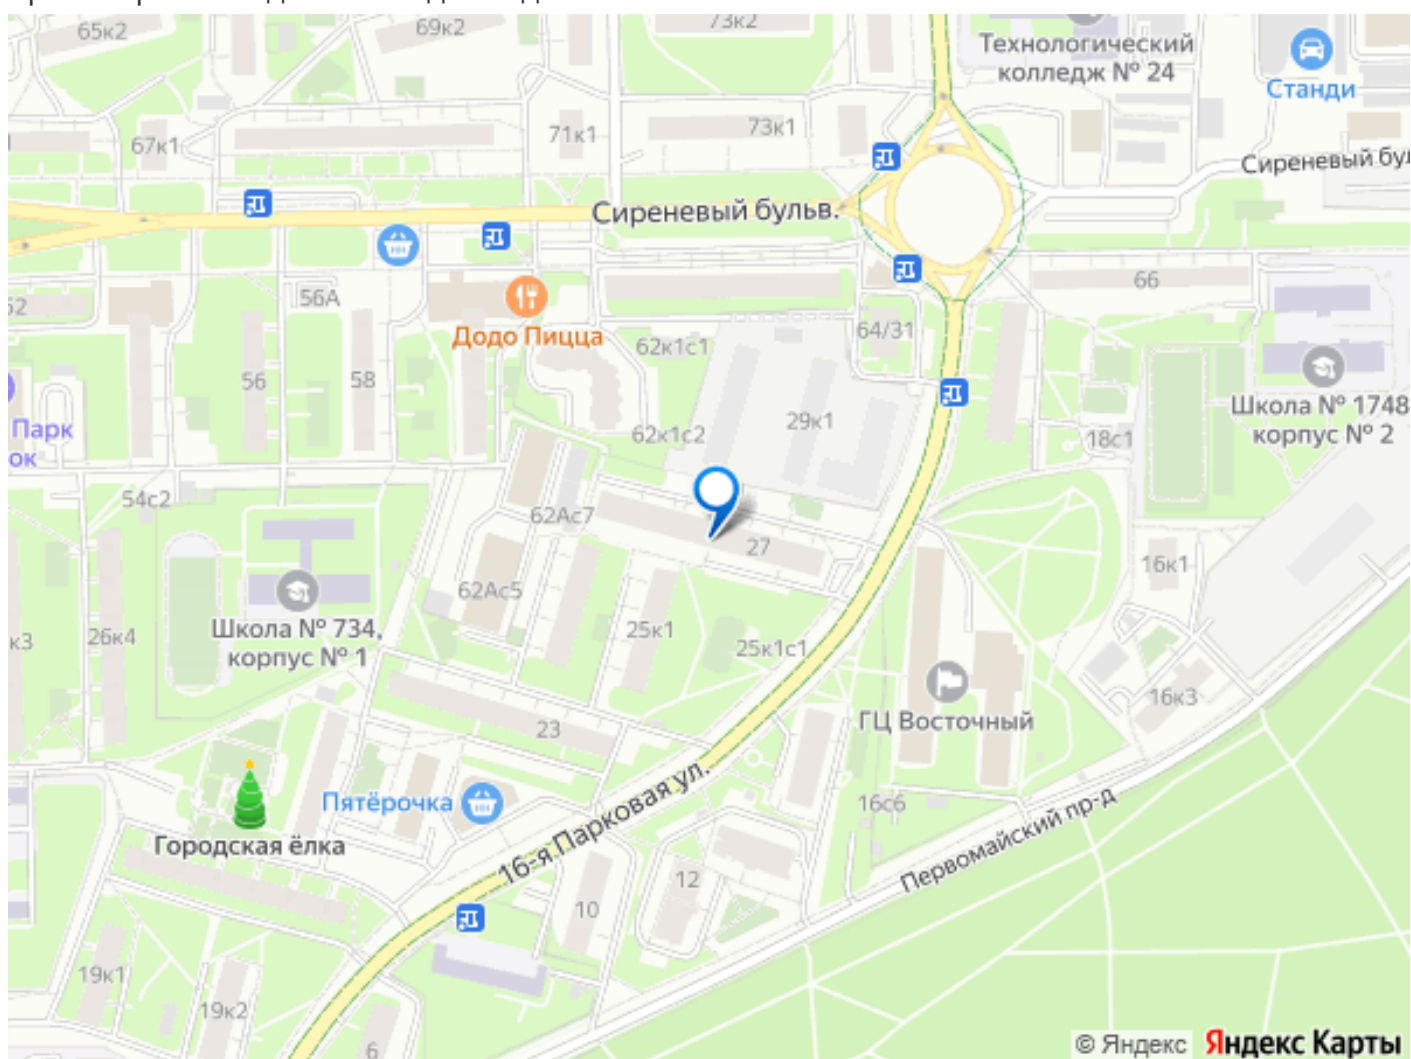 65к2
69к2
73к2
Технологический
колледж № 24
Станди
67к1
71к1
73к1
Сиреневый бул
Сиреневый бульв.
56А
52
Додо Пицца
62к1с1
64/31
66
56
58
Парк
ок
62к1с2
29к1
18с1
Школа № 1748
корпус № 2
54с2
62Ас7
27
16к1
62Ас5
Школа № 734,
корпус № 1
к3
26к4
25к1
25к1с1
16к3
ГЦ Восточный
23
Пятёрочка
16-я Парковая ул.
16с6
Первомайский пр-д
Городская ёлка
12
10
19к1
19к2
6
© Яндекс
Яндекс Карты